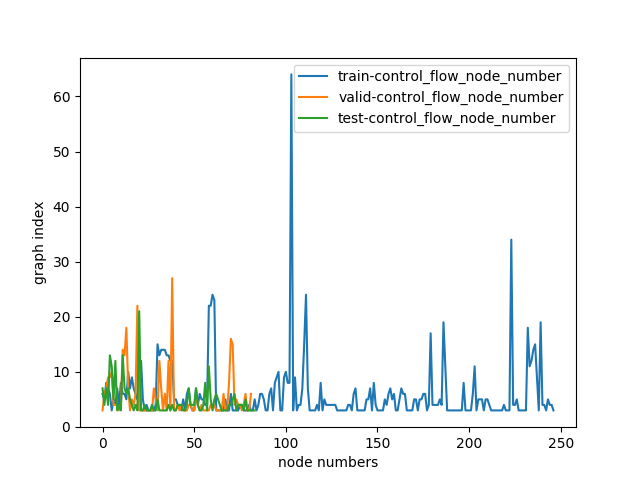 train-control_flow_node_number
valid-control_flow_node_number
test-control_flow_node_number
graph index
60
50
40
30
20
10
0
0 50 100 150 200 250
node numbers